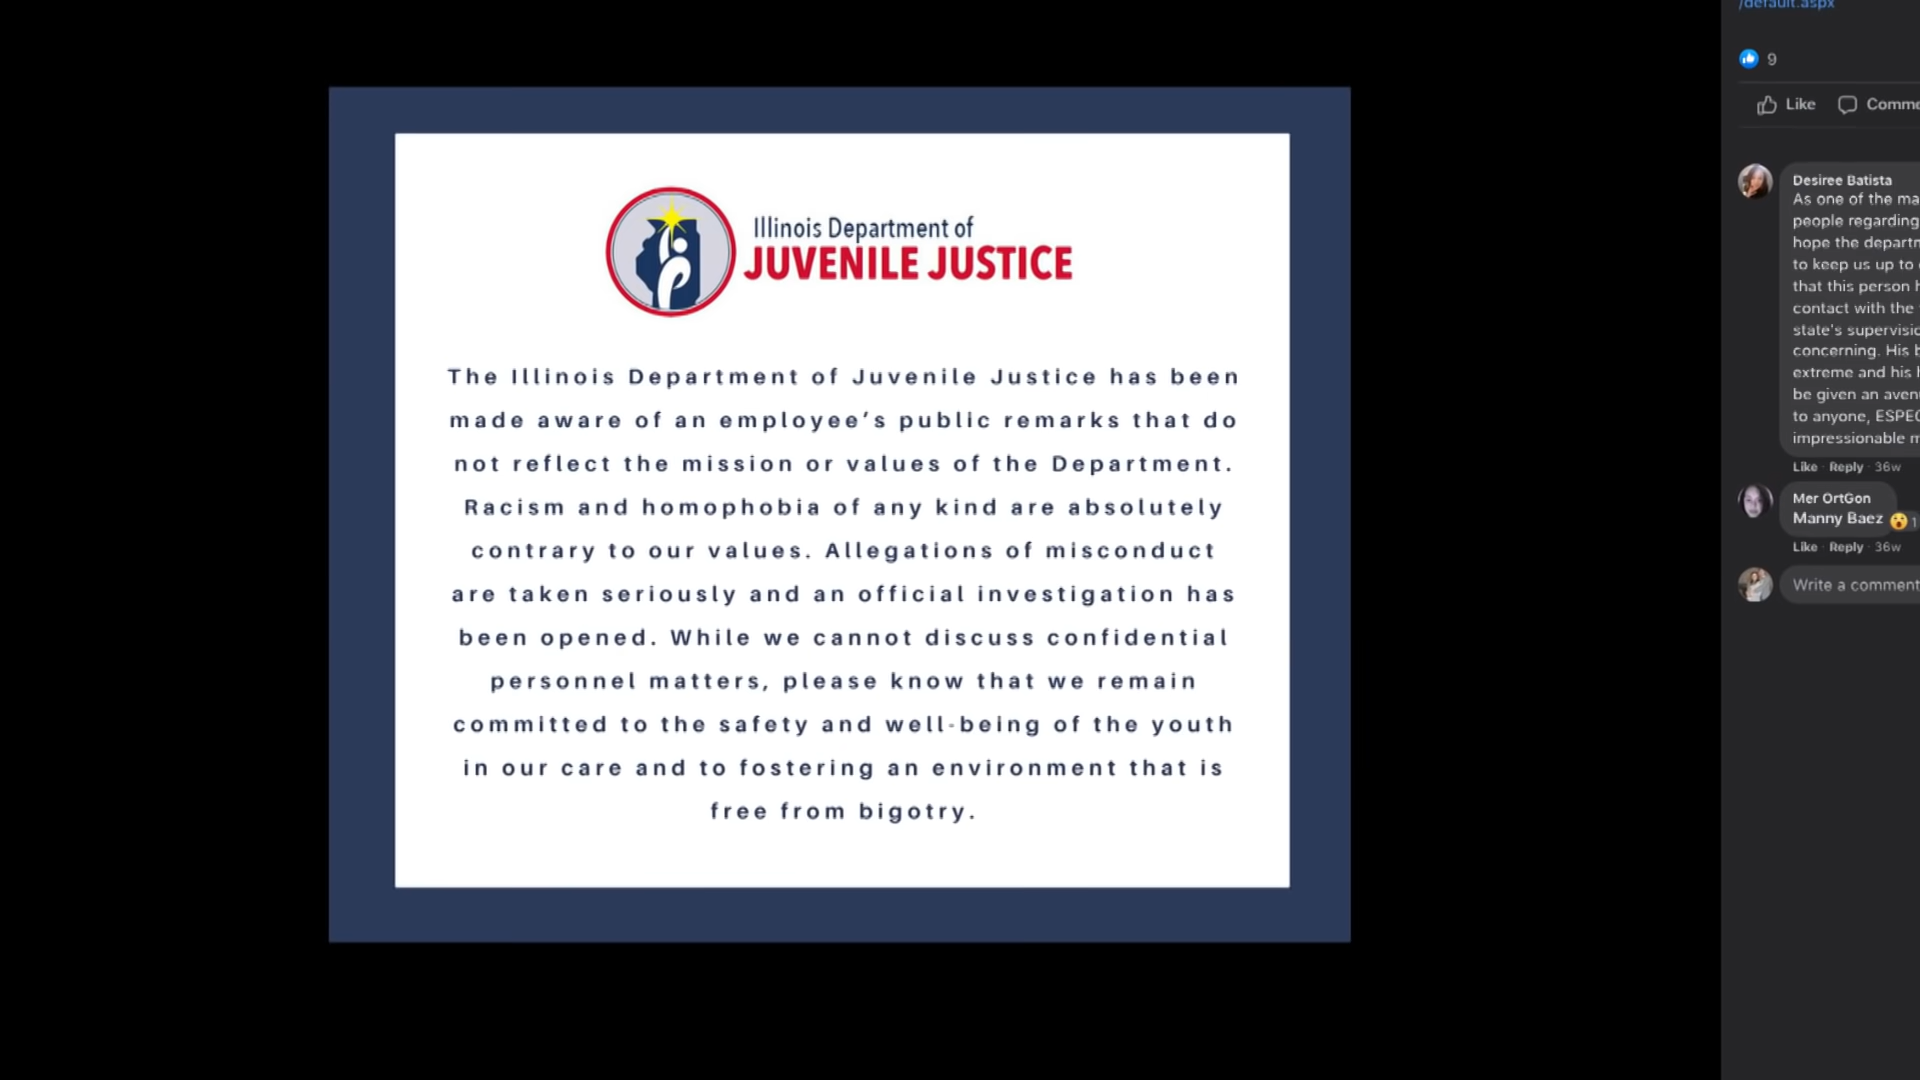 Illinois Department of
JUVENILE JUSTICE
The Illinois Department of Juvenile Justice has been
made aware of an employee's public remarks that do
not reflect the mission or values of the Department.
Racism and homophobia of any kind are absolutely
contrary to our values. Allegations of misconduct
are taken seriously and an official investigation has
been opened. While we cannot discuss confidential
personnel matters, please know that we remain
committed to the safety and well-being of the youth
in our care and to fostering an environment that is
free from bigotry.
/default.aspx
9
Like
Desiree Batista
As one of the
people regarding
hope the
to keep us up to
that this person
contact with the
state's
concerning. His
extreme and his
be given an
to anyone,
impressionable
Like · Reply · 36w
Mer OrtGon
Manny Baez
1
Like · Reply · 36w
Write a comment